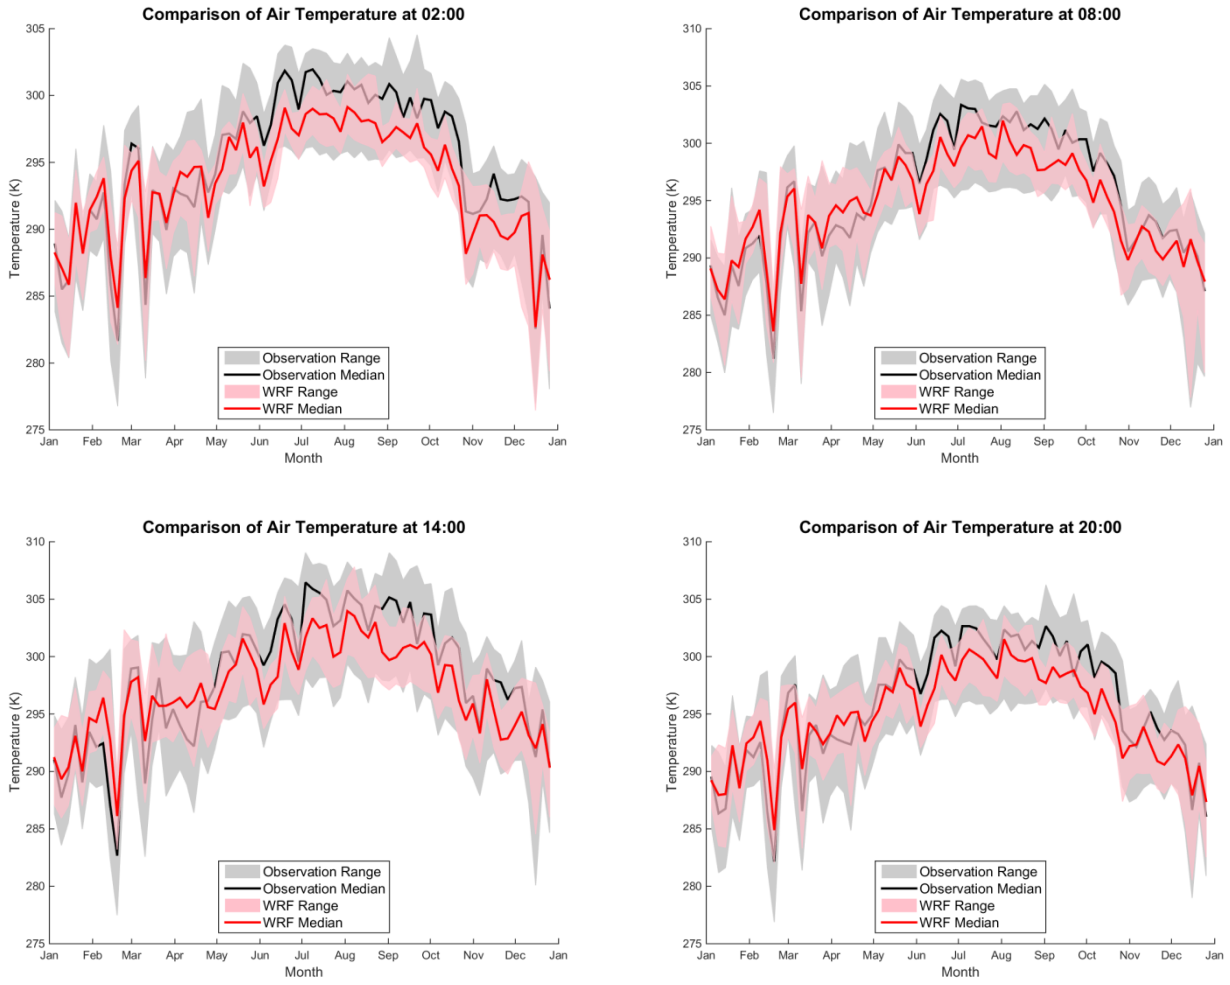 Comparison of Air Temperature at 02:00
305
300
295
290
285
280
275
Temperature (K)
Observation Range
Observation Median
WRF Range
WRF Median
Jan Feb Mar Apr May Jun Jul Aug Sep Oct Nov Dec Jan
Month
Comparison of Air Temperature at 08:00
310
305
300
295
290
285
280
275
Temperature (K)
Observation Range
Observation Median
WRF Range
WRF Median
Jan Feb Mar Apr May Jun Jul Aug Sep Oct Nov Dec Jan
Month
Comparison of Air Temperature at 14:00
310
305
300
295
290
285
280
275
Temperature (K)
Observation Range
Observation Median
WRF Range
WRF Median
Jan Feb Mar Apr May Jun Jul Aug Sep Oct Nov Dec Jan
Month
Comparison of Air Temperature at 20:00
310
305
300
295
290
285
280
275
Temperature (K)
Observation Range
Observation Median
WRF Range
WRF Median
Jan Feb Mar Apr May Jun Jul Aug Sep Oct Nov Dec Jan
Month